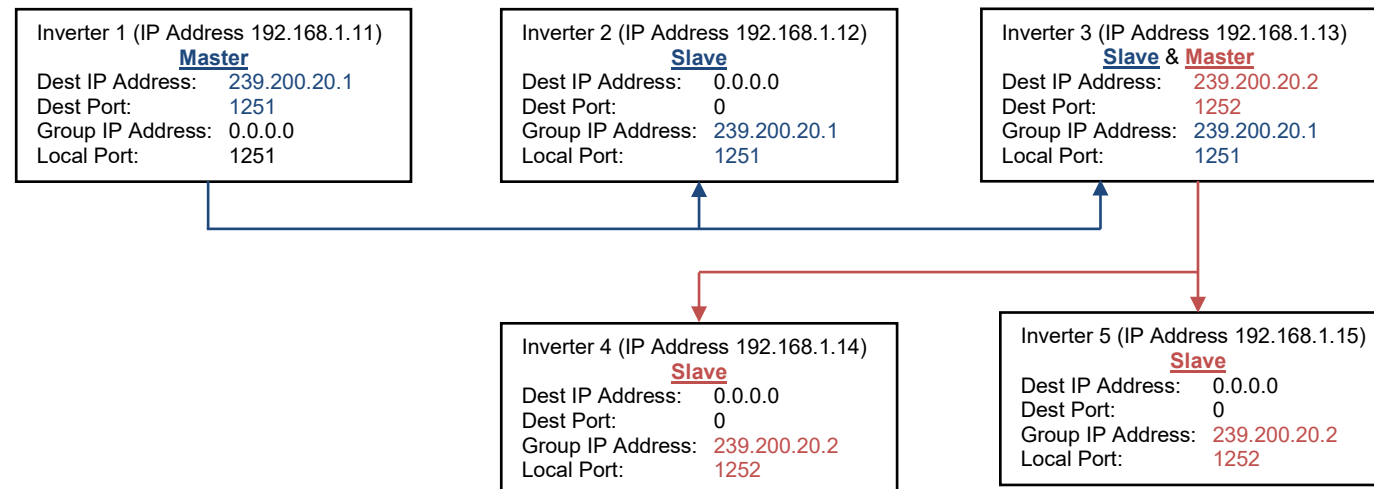 Inverter 1 (IP Address 192.168.1.11)
Master
Dest IP Address: 239.200.20.1
Dest Port: 1251
Group IP Address: 0.0.0.0
Local Port: 1251
Inverter 2 (IP Address 192.168.1.12)
Slave
Dest IP Address: 0.0.0.0
Dest Port: 0
Group IP Address: 239.200.20.1
Local Port: 1251
Inverter 3 (IP Address 192.168.1.13)
Slave & Master
Dest IP Address: 239.200.20.2
Dest Port: 1252
Group IP Address: 239.200.20.1
Local Port: 1251
Inverter 4 (IP Address 192.168.1.14)
Slave
Dest IP Address: 0.0.0.0
Dest Port: 0
Group IP Address: 239.200.20.2
Local Port: 1252
Inverter 5 (IP Address 192.168.1.15)
Slave
Dest IP Address: 0.0.0.0
Dest Port: 0
Group IP Address: 239.200.20.2
Local Port: 1252